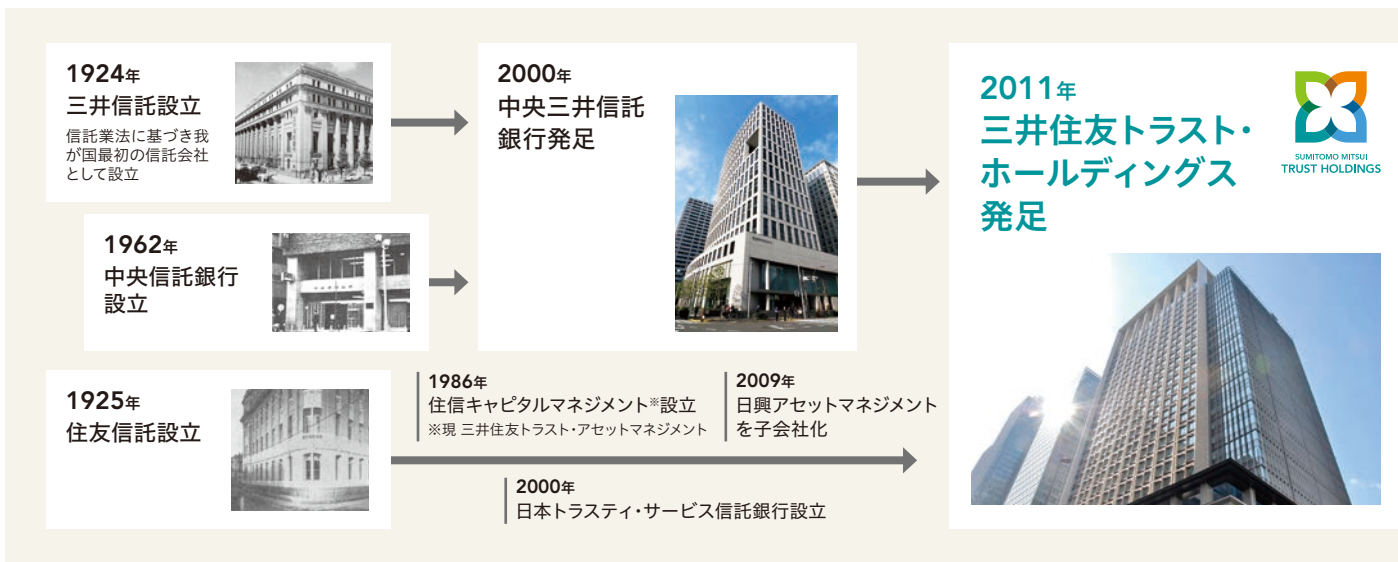 1924年
三井信託設立
信託業法に基づき我
が国最初の信託会社
として設立
1962年
中央信託銀行
設立
2000年
中央三井信託
銀行発足
1925年
住友信託設立
1986年
住信キャピタルマネジメント※設立
※現 三井住友トラスト・アセットマネジメント
2009年
日興アセットマネジメント
を子会社化
2000年
日本トラスティ・サービス信託銀行設立
2011年
三井住友トラスト・
ホールディングス
発足
SUMITOMO MITSUI
TRUST HOLDINGS